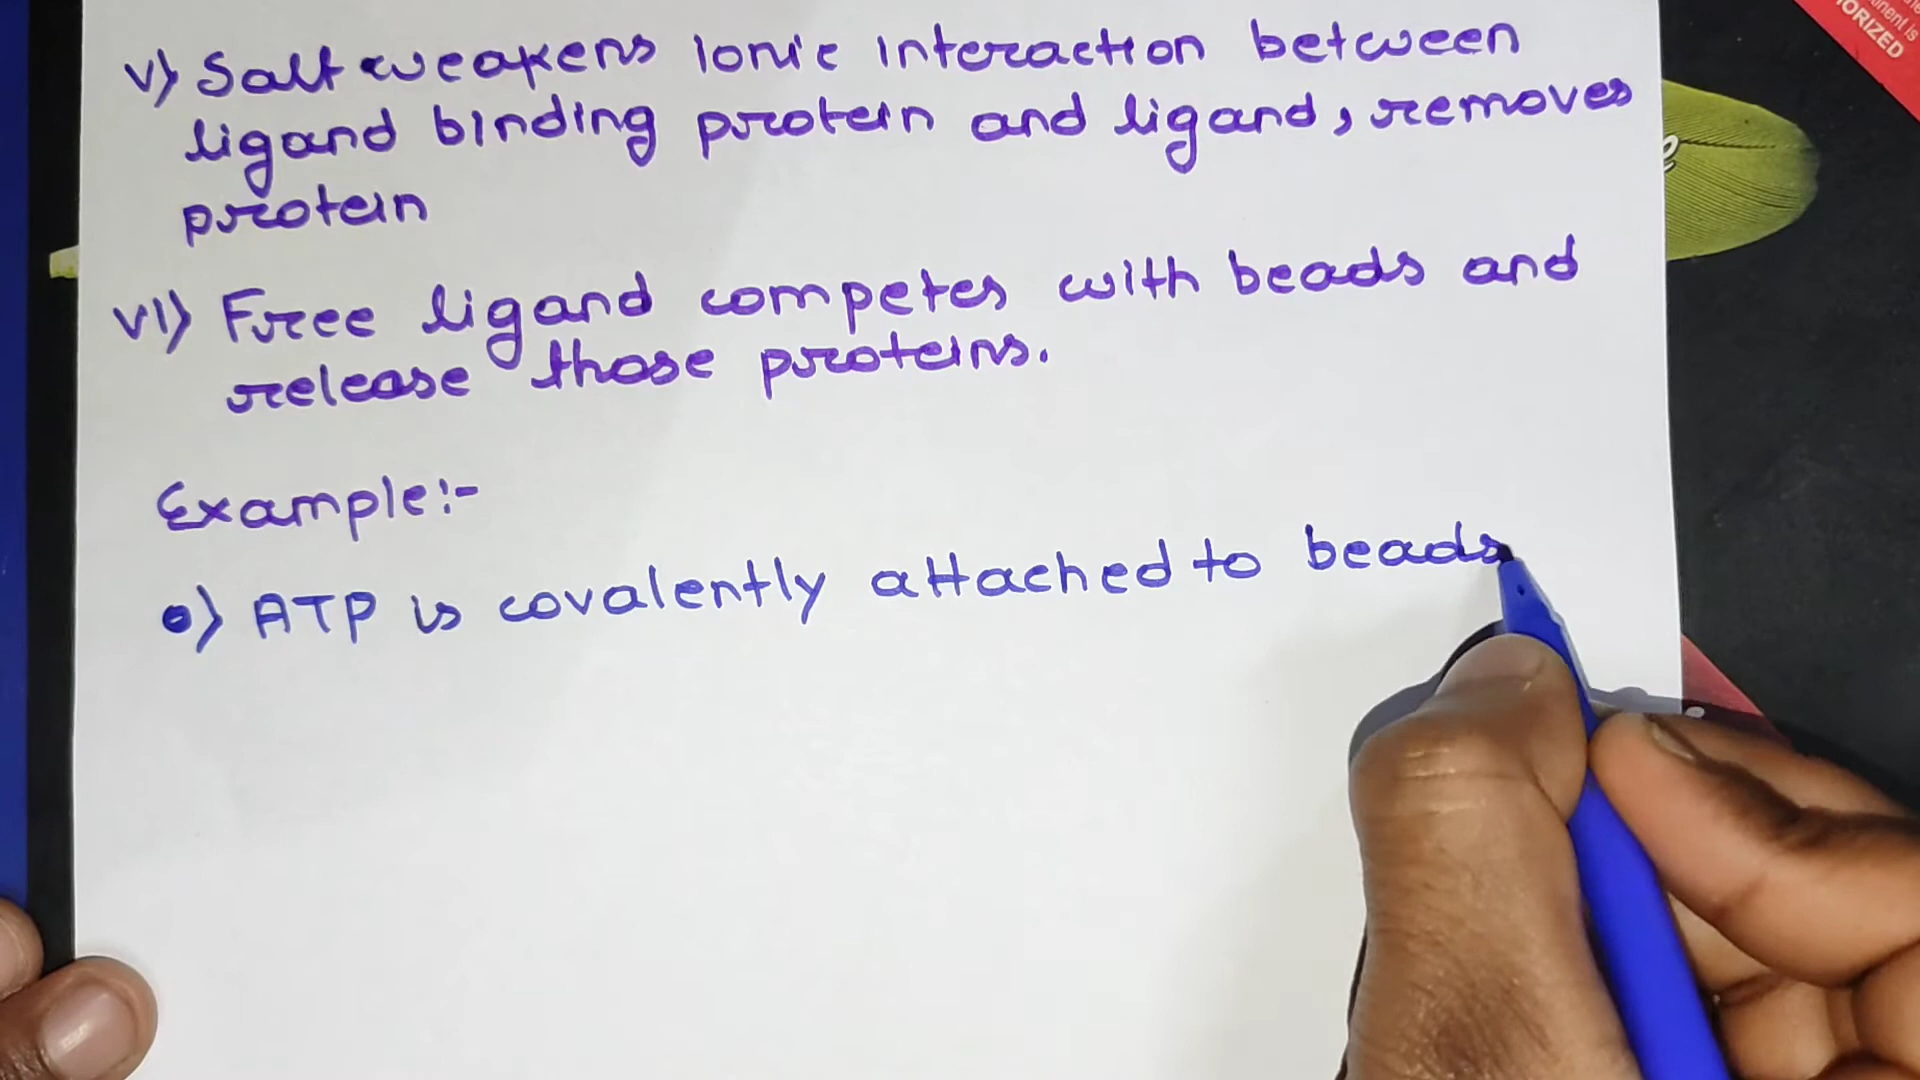 v) Salt weakens ionic interaction between
ligand binding protein and ligand, removes
protein
vi) Free ligand competes with beads and
release those proteins.
Example:-
•) ATP is covalently attached to beads
ORIZED